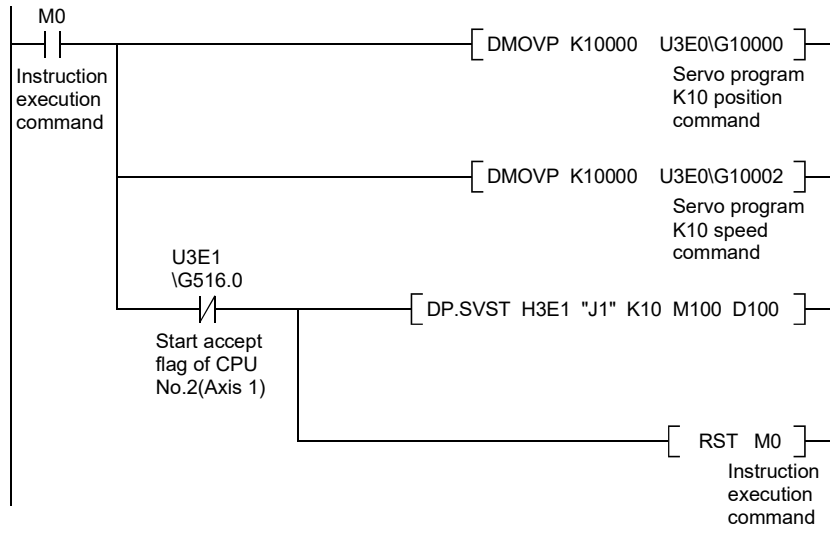 M0
Instruction
execution
command
DMOVP K10000 U3E0\G10000
Servo program
K10 position
command
DMOVP K10000 U3E0\G10002
Servo program
K10 speed
command
U3E1
\G516.0
Start accept
flag of CPU
No.2(Axis 1)
DP.SVST H3E1 "J1" K10 M100 D100
RST M0
Instruction
execution
command